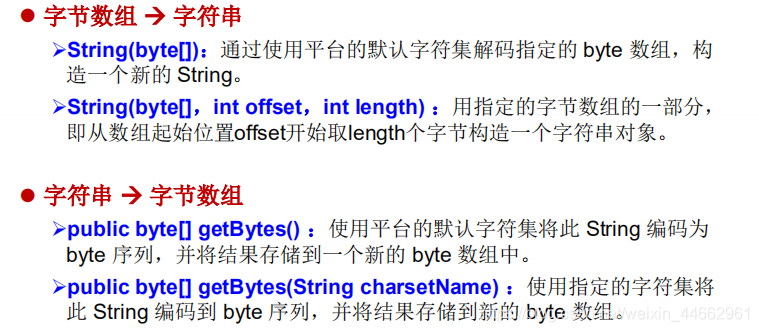 ● 字节数组 → 字符串
➢String(byte[])：通过使用平台的默认字符集解码指定的 byte 数组，构
造一个新的 String。
➢String(byte[]，int offset，int length) ：用指定的字节数组的一部分，
即从数组起始位置offset开始取length个字节构造一个字符串对象。
● 字符串 → 字节数组
➢public byte[] getBytes() ：使用平台的默认字符集将此 String 编码为
byte 序列，并将结果存储到一个新的 byte 数组中。
➢public byte[] getBytes(String charsetName) ：使用指定的字符集将
此 String 编码到 byte 序列，并将结果存储到新的 byte 数组。
weixin_44662961